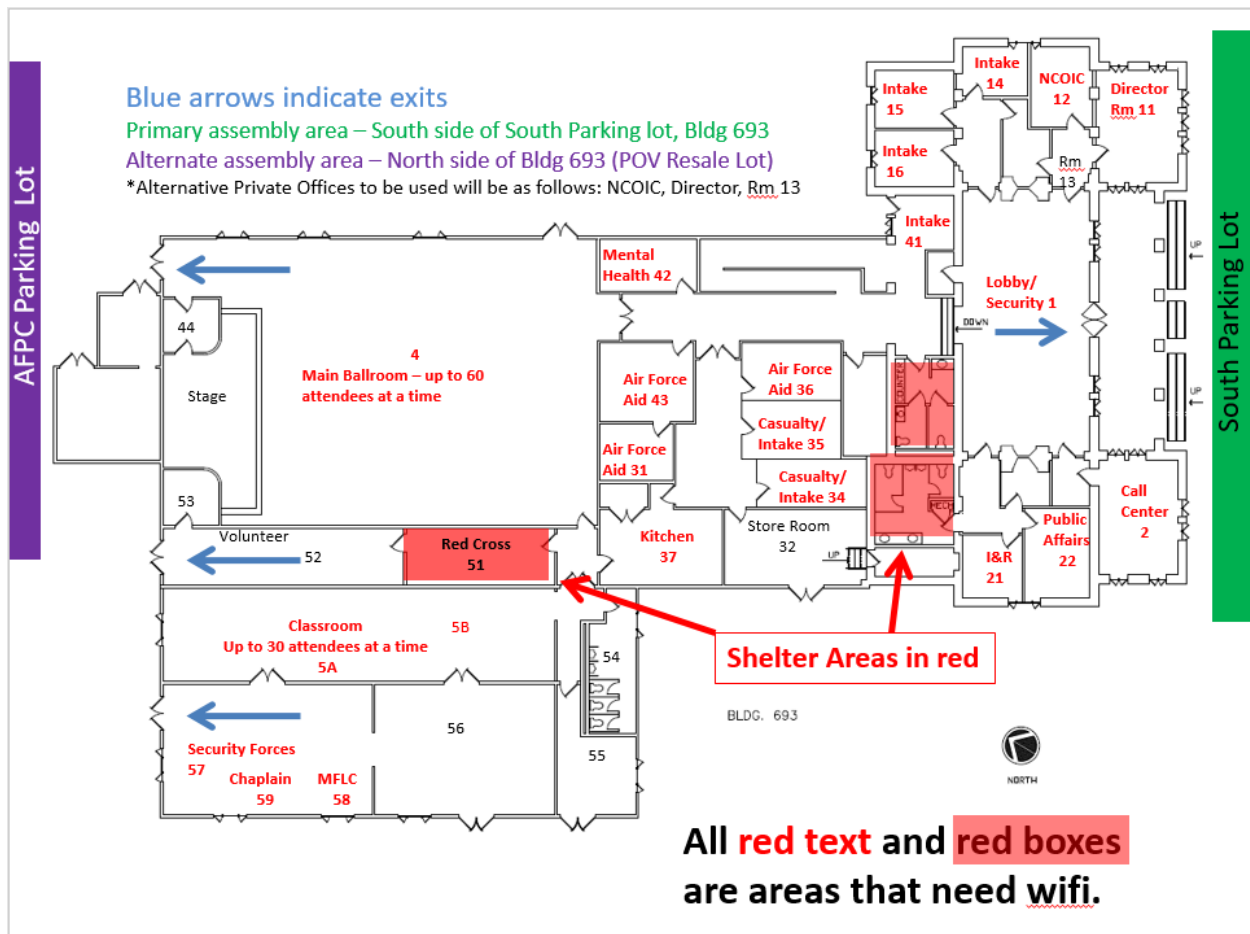 AFPC Parking Lot
Blue arrows indicate exits
Primary assembly area – South side of South Parking lot, Bldg 693
Alternate assembly area – North side of Bldg 693 (POV Resale Lot)
*Alternative Private Offices to be used will be as follows: NCOIC, Director, Rm 13
South Parking Lot
Intake
15
Intake
14
NCOIC
12
Director
Rm 11
Intake
16
Rm
13
Intake
41
Mental
Health 42
Lobby/
Security 1
UP
DOWN
44
Stage
4
Main Ballroom – up to 60
attendees at a time
Air Force
Aid 43
Air Force
Aid 36
COUNTER
UP
Casualty/
Intake 35
Air Force
Aid 31
Casualty/
Intake 34
53
Volunteer
52
Red Cross
51
Kitchen
37
Store Room
32
UP
MECH
I&R
21
Public
Affairs
22
Call
Center
2
Classroom
Up to 30 attendees at a time
5A
5B
54
Shelter Areas in red
BLDG. 693
NORTH
Security Forces
57
Chaplain
59
MFLC
58
56
55
All red text and red boxes
are areas that need wifi.